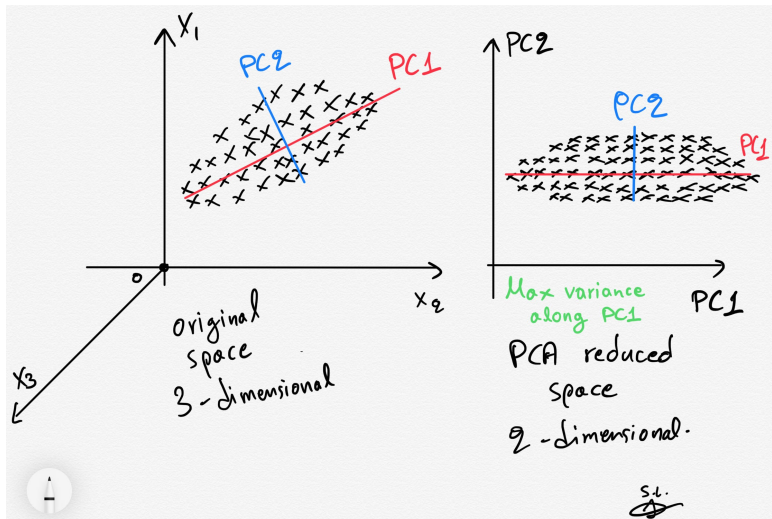 X1
PC2
PC1
0
X2
X3
original
space
3-dimensional
PC2
PC2
PC1
PC1
Max variance
along PC1
PCA reduced
space
2-dimensional.
S.L.